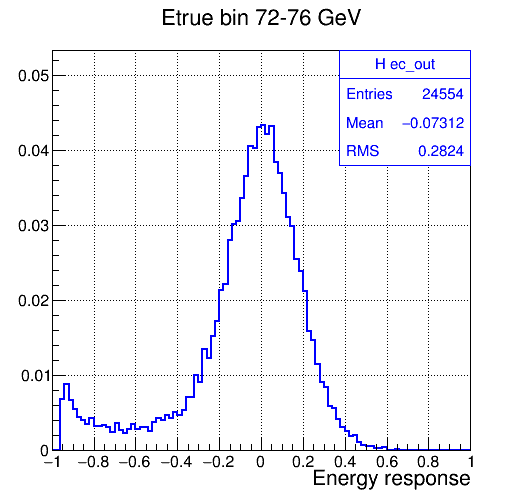 Etrue bin 72-76 GeV
H ec_out
Entries 24554
Mean −0.07312
RMS 0.2824
0.05
0.04
0.03
0.02
0.01
0
−1 −0.8 −0.6 −0.4 −0.2 0 0.2 0.4 0.6 0.8 1
Energy response